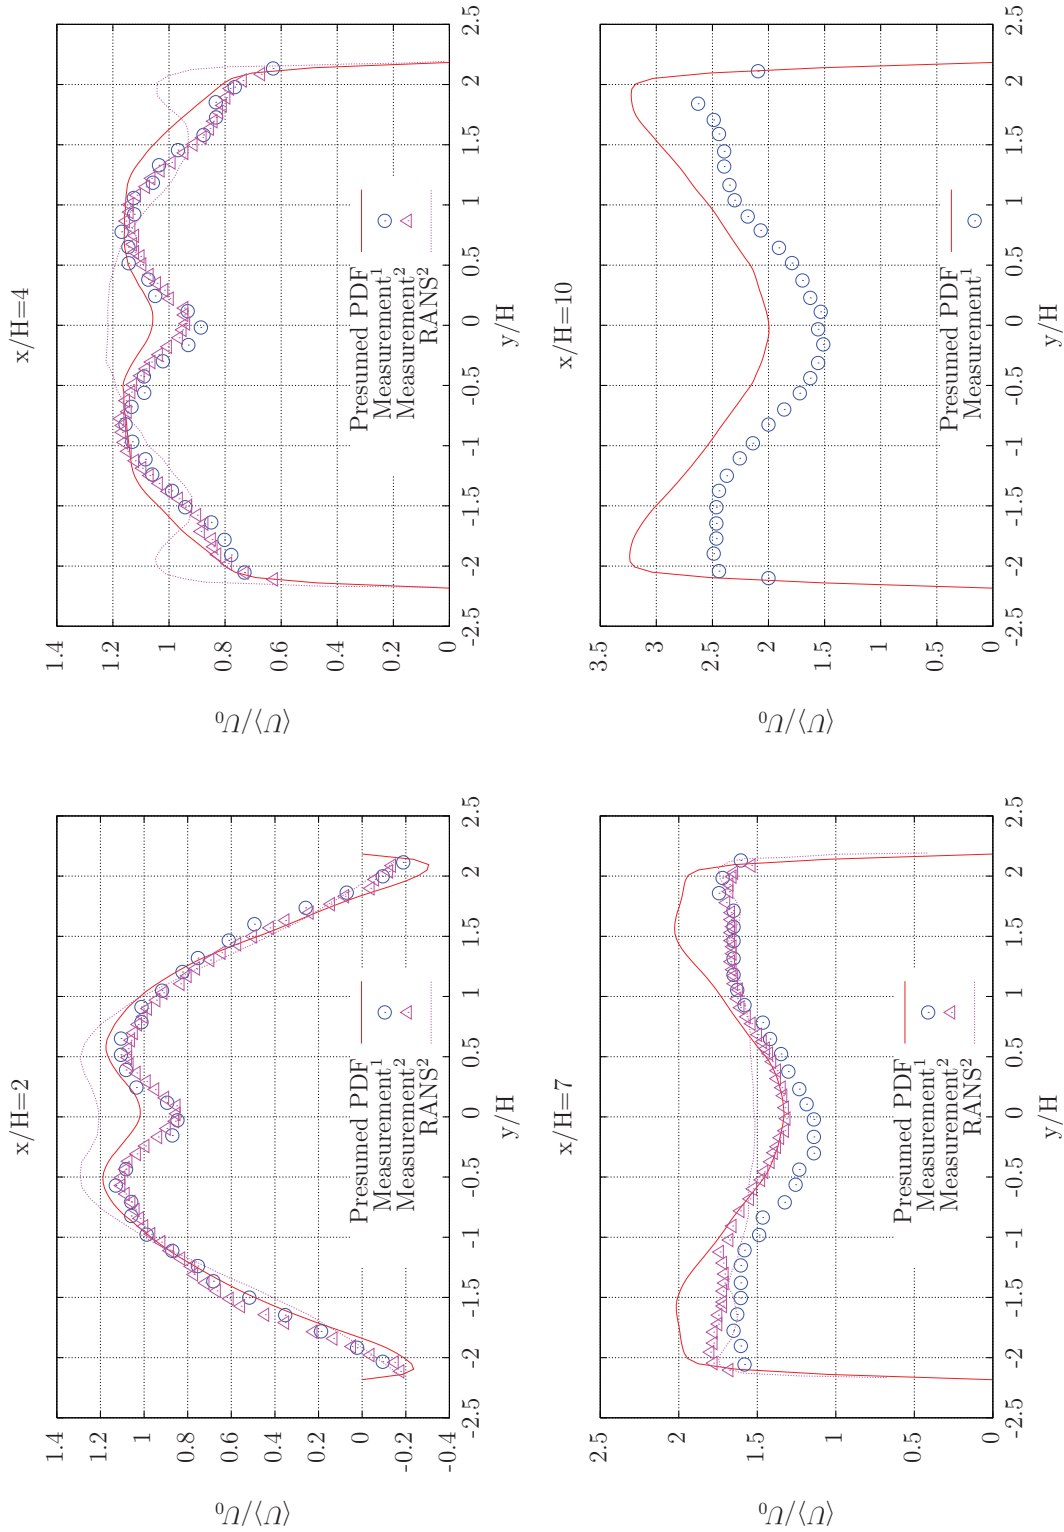 x/H=2
1.4
1.2
1
0.8
0.6
0.4
0.2
0
-0.2
-0.4
⟨U⟩/U₀
-2.5 -2 -1.5 -1 -0.5 0 0.5 1 1.5 2 2.5
y/H
Presumed PDF
Measurement¹
Measurement²
RANS²
x/H=4
1.4
1.2
1
0.8
0.6
0.4
0.2
0
⟨U⟩/U₀
-2.5 -2 -1.5 -1 -0.5 0 0.5 1 1.5 2 2.5
y/H
Presumed PDF
Measurement¹
Measurement²
RANS²
x/H=7
2.5
2
1.5
1
0.5
0
⟨U⟩/U₀
-2.5 -2 -1.5 -1 -0.5 0 0.5 1 1.5 2 2.5
y/H
Presumed PDF
Measurement¹
Measurement²
RANS²
x/H=10
3.5
3
2.5
2
1.5
1
0.5
0
⟨U⟩/U₀
-2.5 -2 -1.5 -1 -0.5 0 0.5 1 1.5 2 2.5
y/H
Presumed PDF
Measurement¹